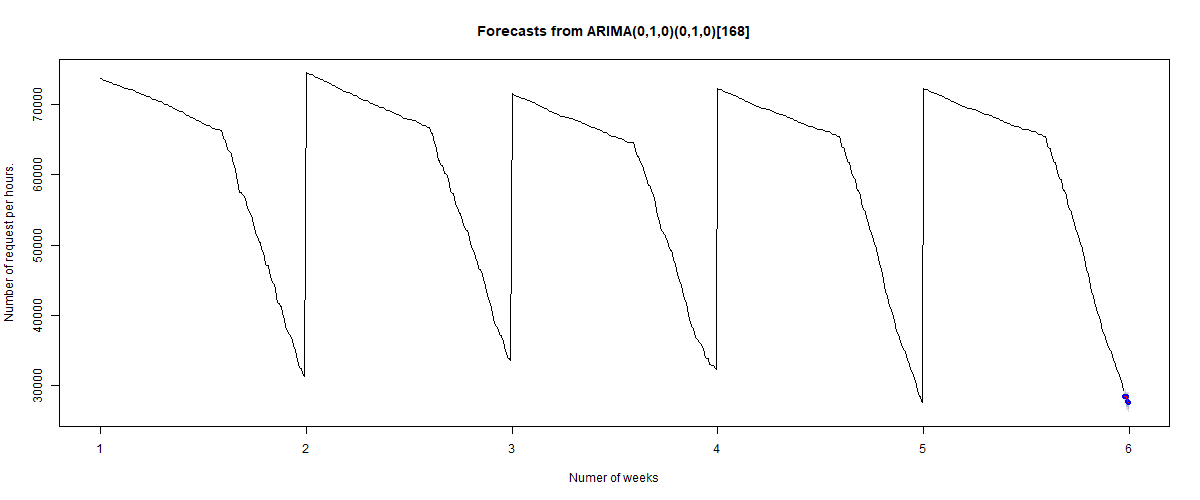 Forecasts from ARIMA(0,1,0)(0,1,0)[168]
Number of request per hours.
70000
60000
50000
40000
30000
1 2 3 4 5 6
Numer of weeks